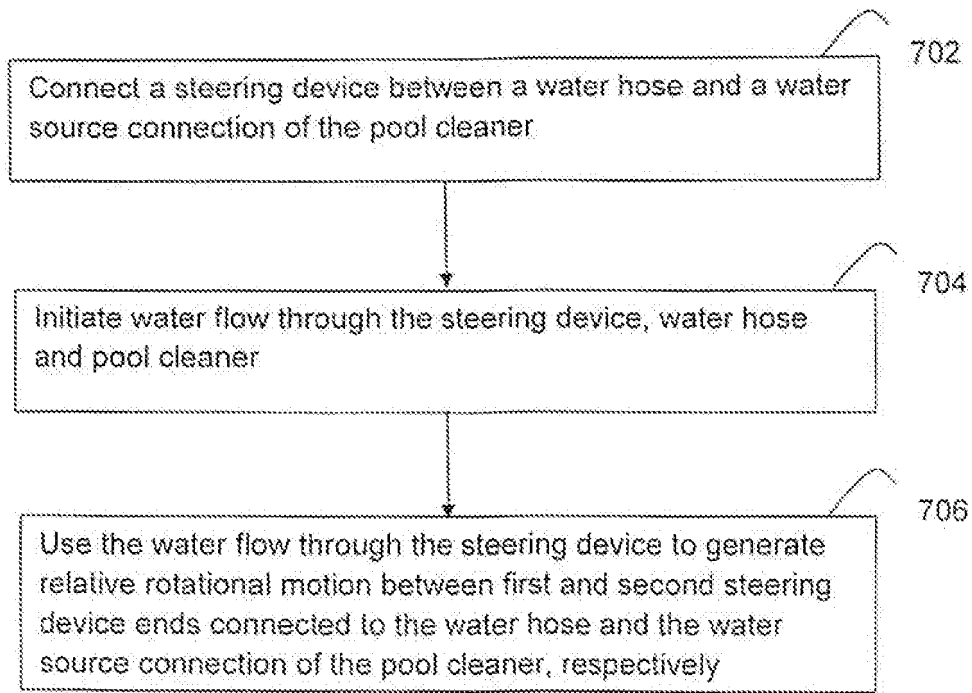 702
Connect a steering device between a water hose and a water
source connection of the pool cleaner
704
Initiate water flow through the steering device, water hose
and pool cleaner
706
Use the water flow through the steering device to generate
relative rotational motion between first and second steering
device ends connected to the water hose and the water
source connection of the pool cleaner, respectively